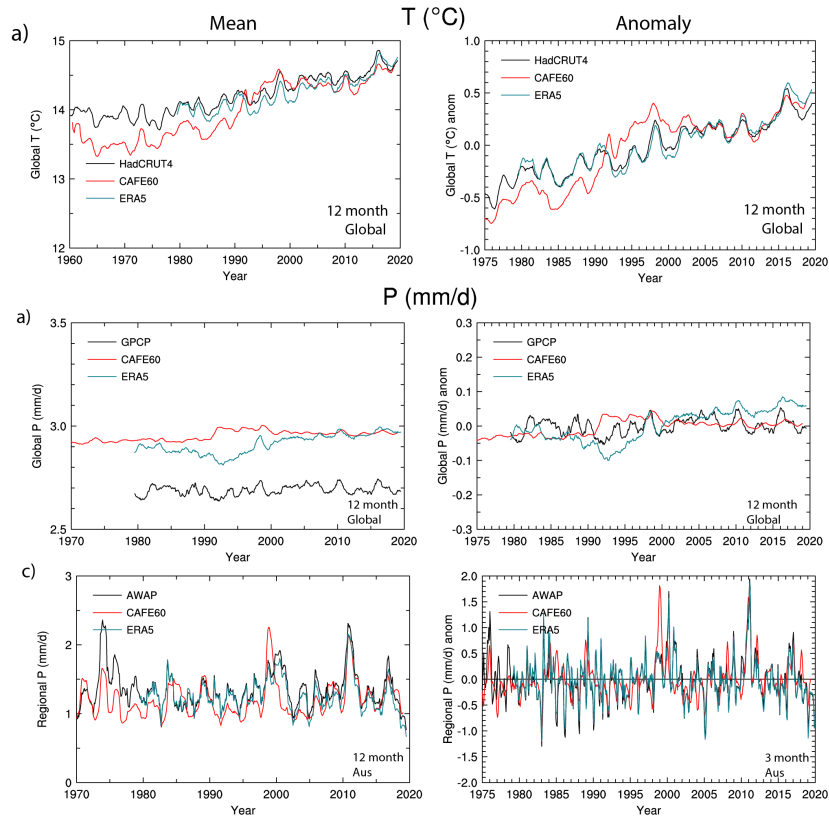 T (°C)
Mean
Anomaly
a)
15
14
13
12
Global T (°C)
HadCRUT4
CAFE60
ERA5
12 month
Global
1960
1970
1980
1990
2000
2010
2020
Year
0.5
0.0
-0.5
-1.0
Global T (°C) anom
HadCRUT4
CAFE60
ERA5
12 month
Global
1975
1980
1985
1990
1995
2000
2005
2010
2015
2020
Year
P (mm/d)
a)
3.5
3.0
2.5
Global P (mm/d)
GPCP
CAFE60
ERA5
12 month
Global
1970
1980
1990
2000
2010
2020
Year
0.3
0.2
0.1
0.0
-0.1
-0.2
-0.3
Global P (mm/d) anom
GPCP
CAFE60
ERA5
12 month
Global
1975
1980
1985
1990
1995
2000
2005
2010
2015
2020
Year
c)
3
2
1
0
Regional P (mm/d)
AWAP
CAFE60
ERA5
12 month
Aus
1970
1980
1990
2000
2010
2020
Year
2.0
1.5
1.0
0.5
0.0
-0.5
-1.0
-1.5
-2.0
Regional P (mm/d) anom
AWAP
CAFE60
ERA5
3 month
Aus
1975
1980
1985
1990
1995
2000
2005
2010
2015
2020
Year